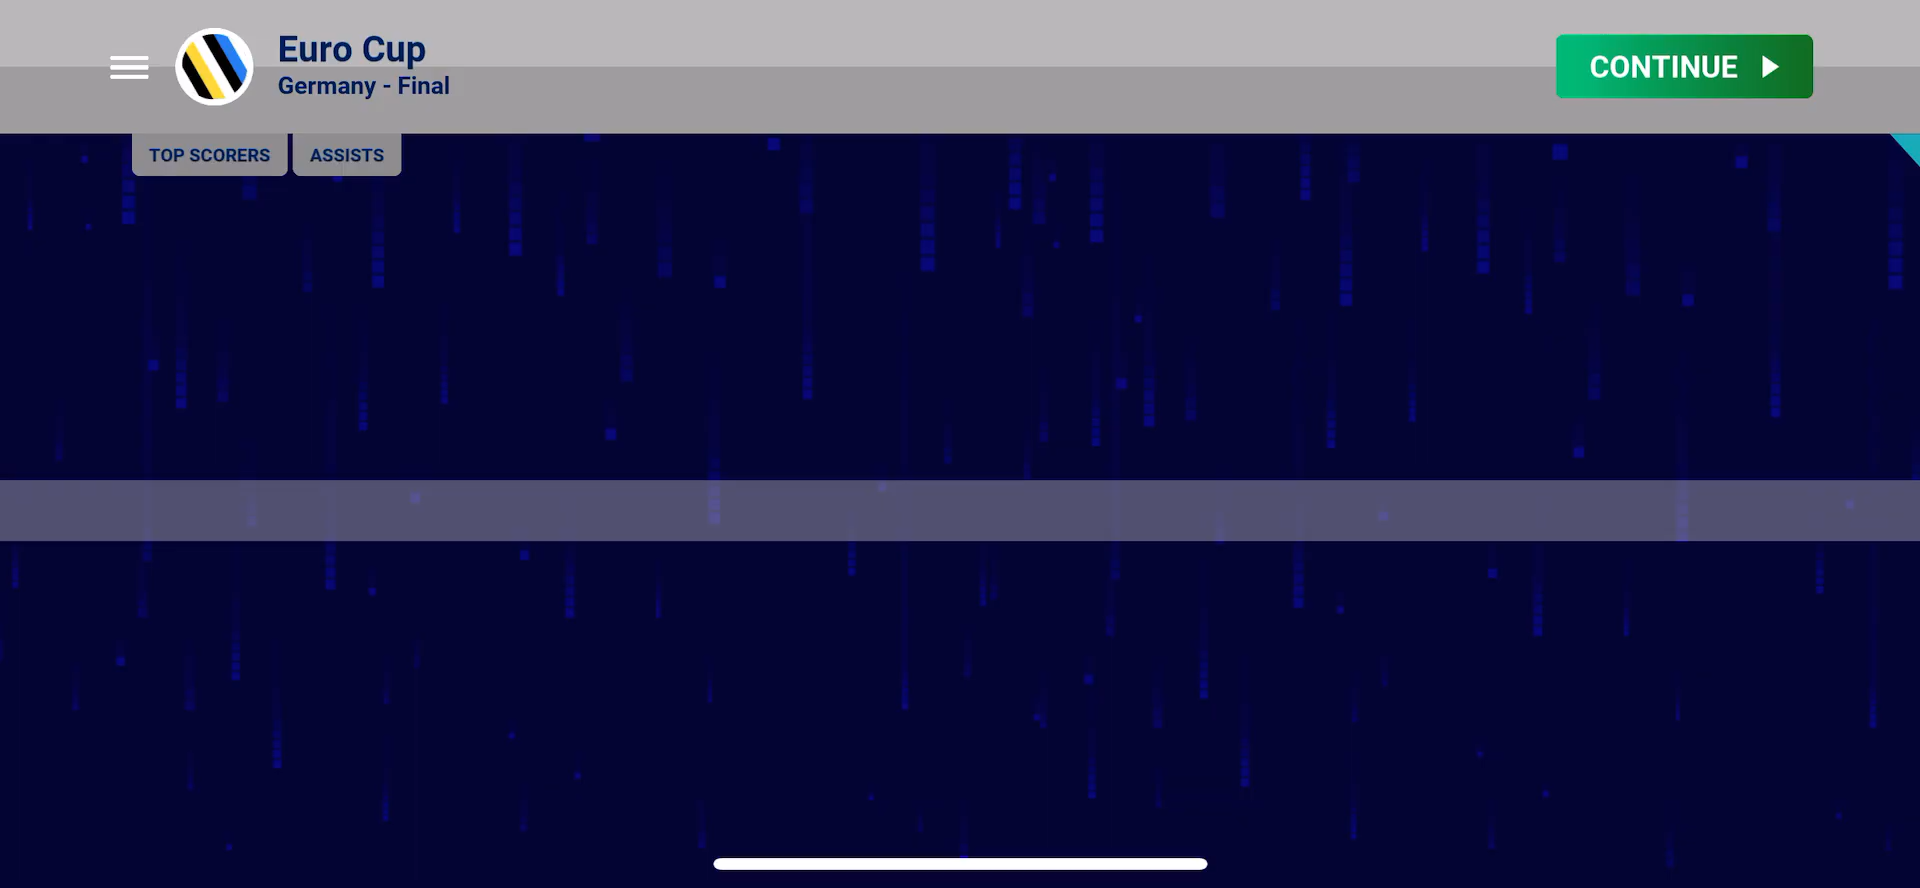 Euro Cup
Germany - Final
CONTINUE
TOP SCORERS
ASSISTS